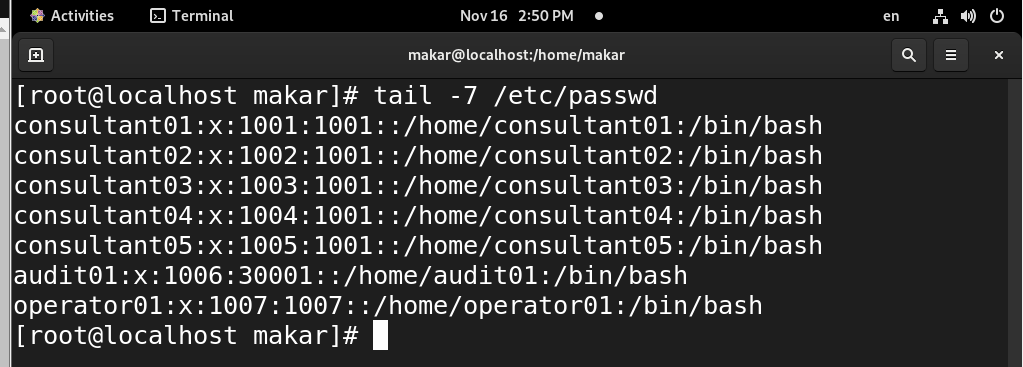 Activities Terminal Nov 16 2:50 PM en
makar@localhost:/home/makar
[root@localhost makar]# tail -7 /etc/passwd
consultant01:x:1001:1001::/home/consultant01:/bin/bash
consultant02:x:1002:1001::/home/consultant02:/bin/bash
consultant03:x:1003:1001::/home/consultant03:/bin/bash
consultant04:x:1004:1001::/home/consultant04:/bin/bash
consultant05:x:1005:1001::/home/consultant05:/bin/bash
audit01:x:1006:30001::/home/audit01:/bin/bash
operator01:x:1007:1007::/home/operator01:/bin/bash
[root@localhost makar]#